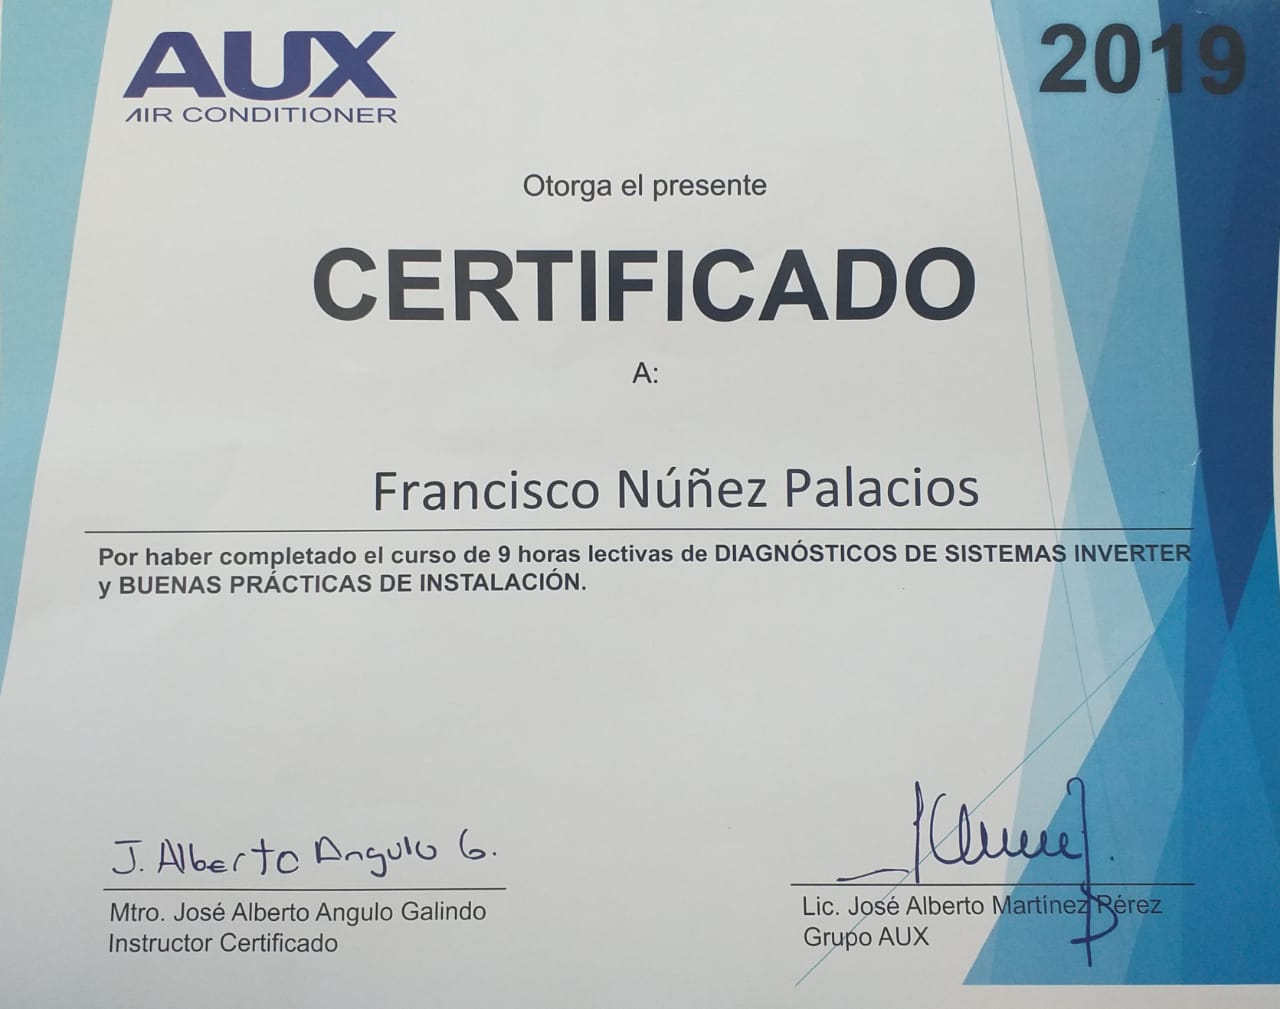 AUX
AIR CONDITIONER
2019
Otorga el presente
CERTIFICADO
A:
Francisco Núñez Palacios
Por haber completado el curso de 9 horas lectivas de DIAGNÓSTICOS DE SISTEMAS INVERTER
y BUENAS PRÁCTICAS DE INSTALACIÓN.
J. Alberto Angulo G.
Mtro. José Alberto Angulo Galindo
Instructor Certificado
Lic. José Alberto Martínez Pérez
Grupo AUX